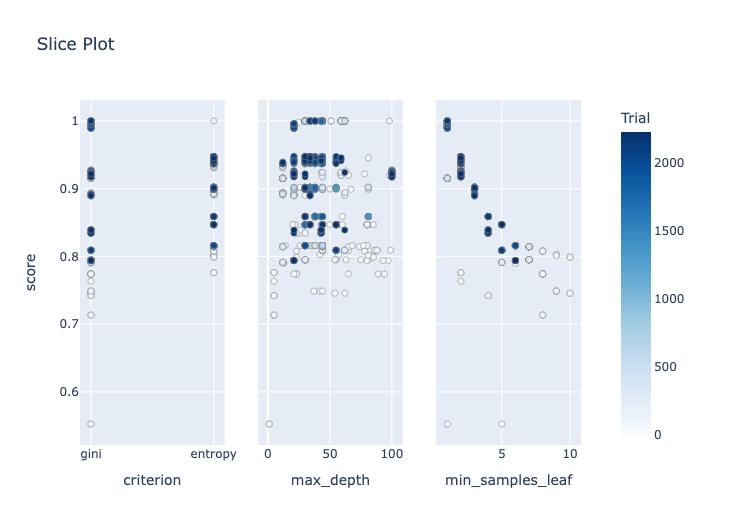 Slice Plot
Trial
1
0.9
0.8
0.7
0.6
score
2000
1500
1000
500
0
gini
entropy
0
50
100
5
10
criterion
max_depth
min_samples_leaf